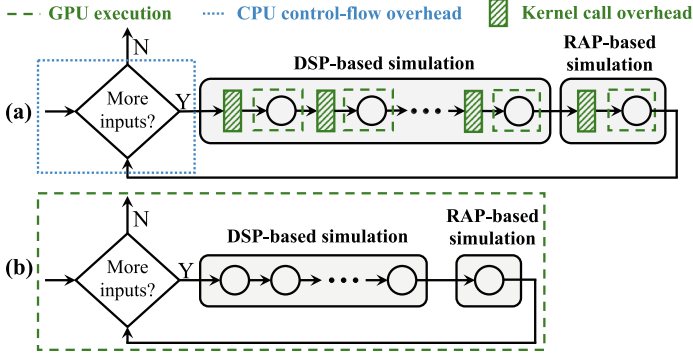 GPU execution CPU control-flow overhead Kernel call overhead
N
DSP-based simulation
RAP-based
simulation
(a)
More
inputs?
Y
N
DSP-based simulation
RAP-based
simulation
(b)
More
inputs?
Y